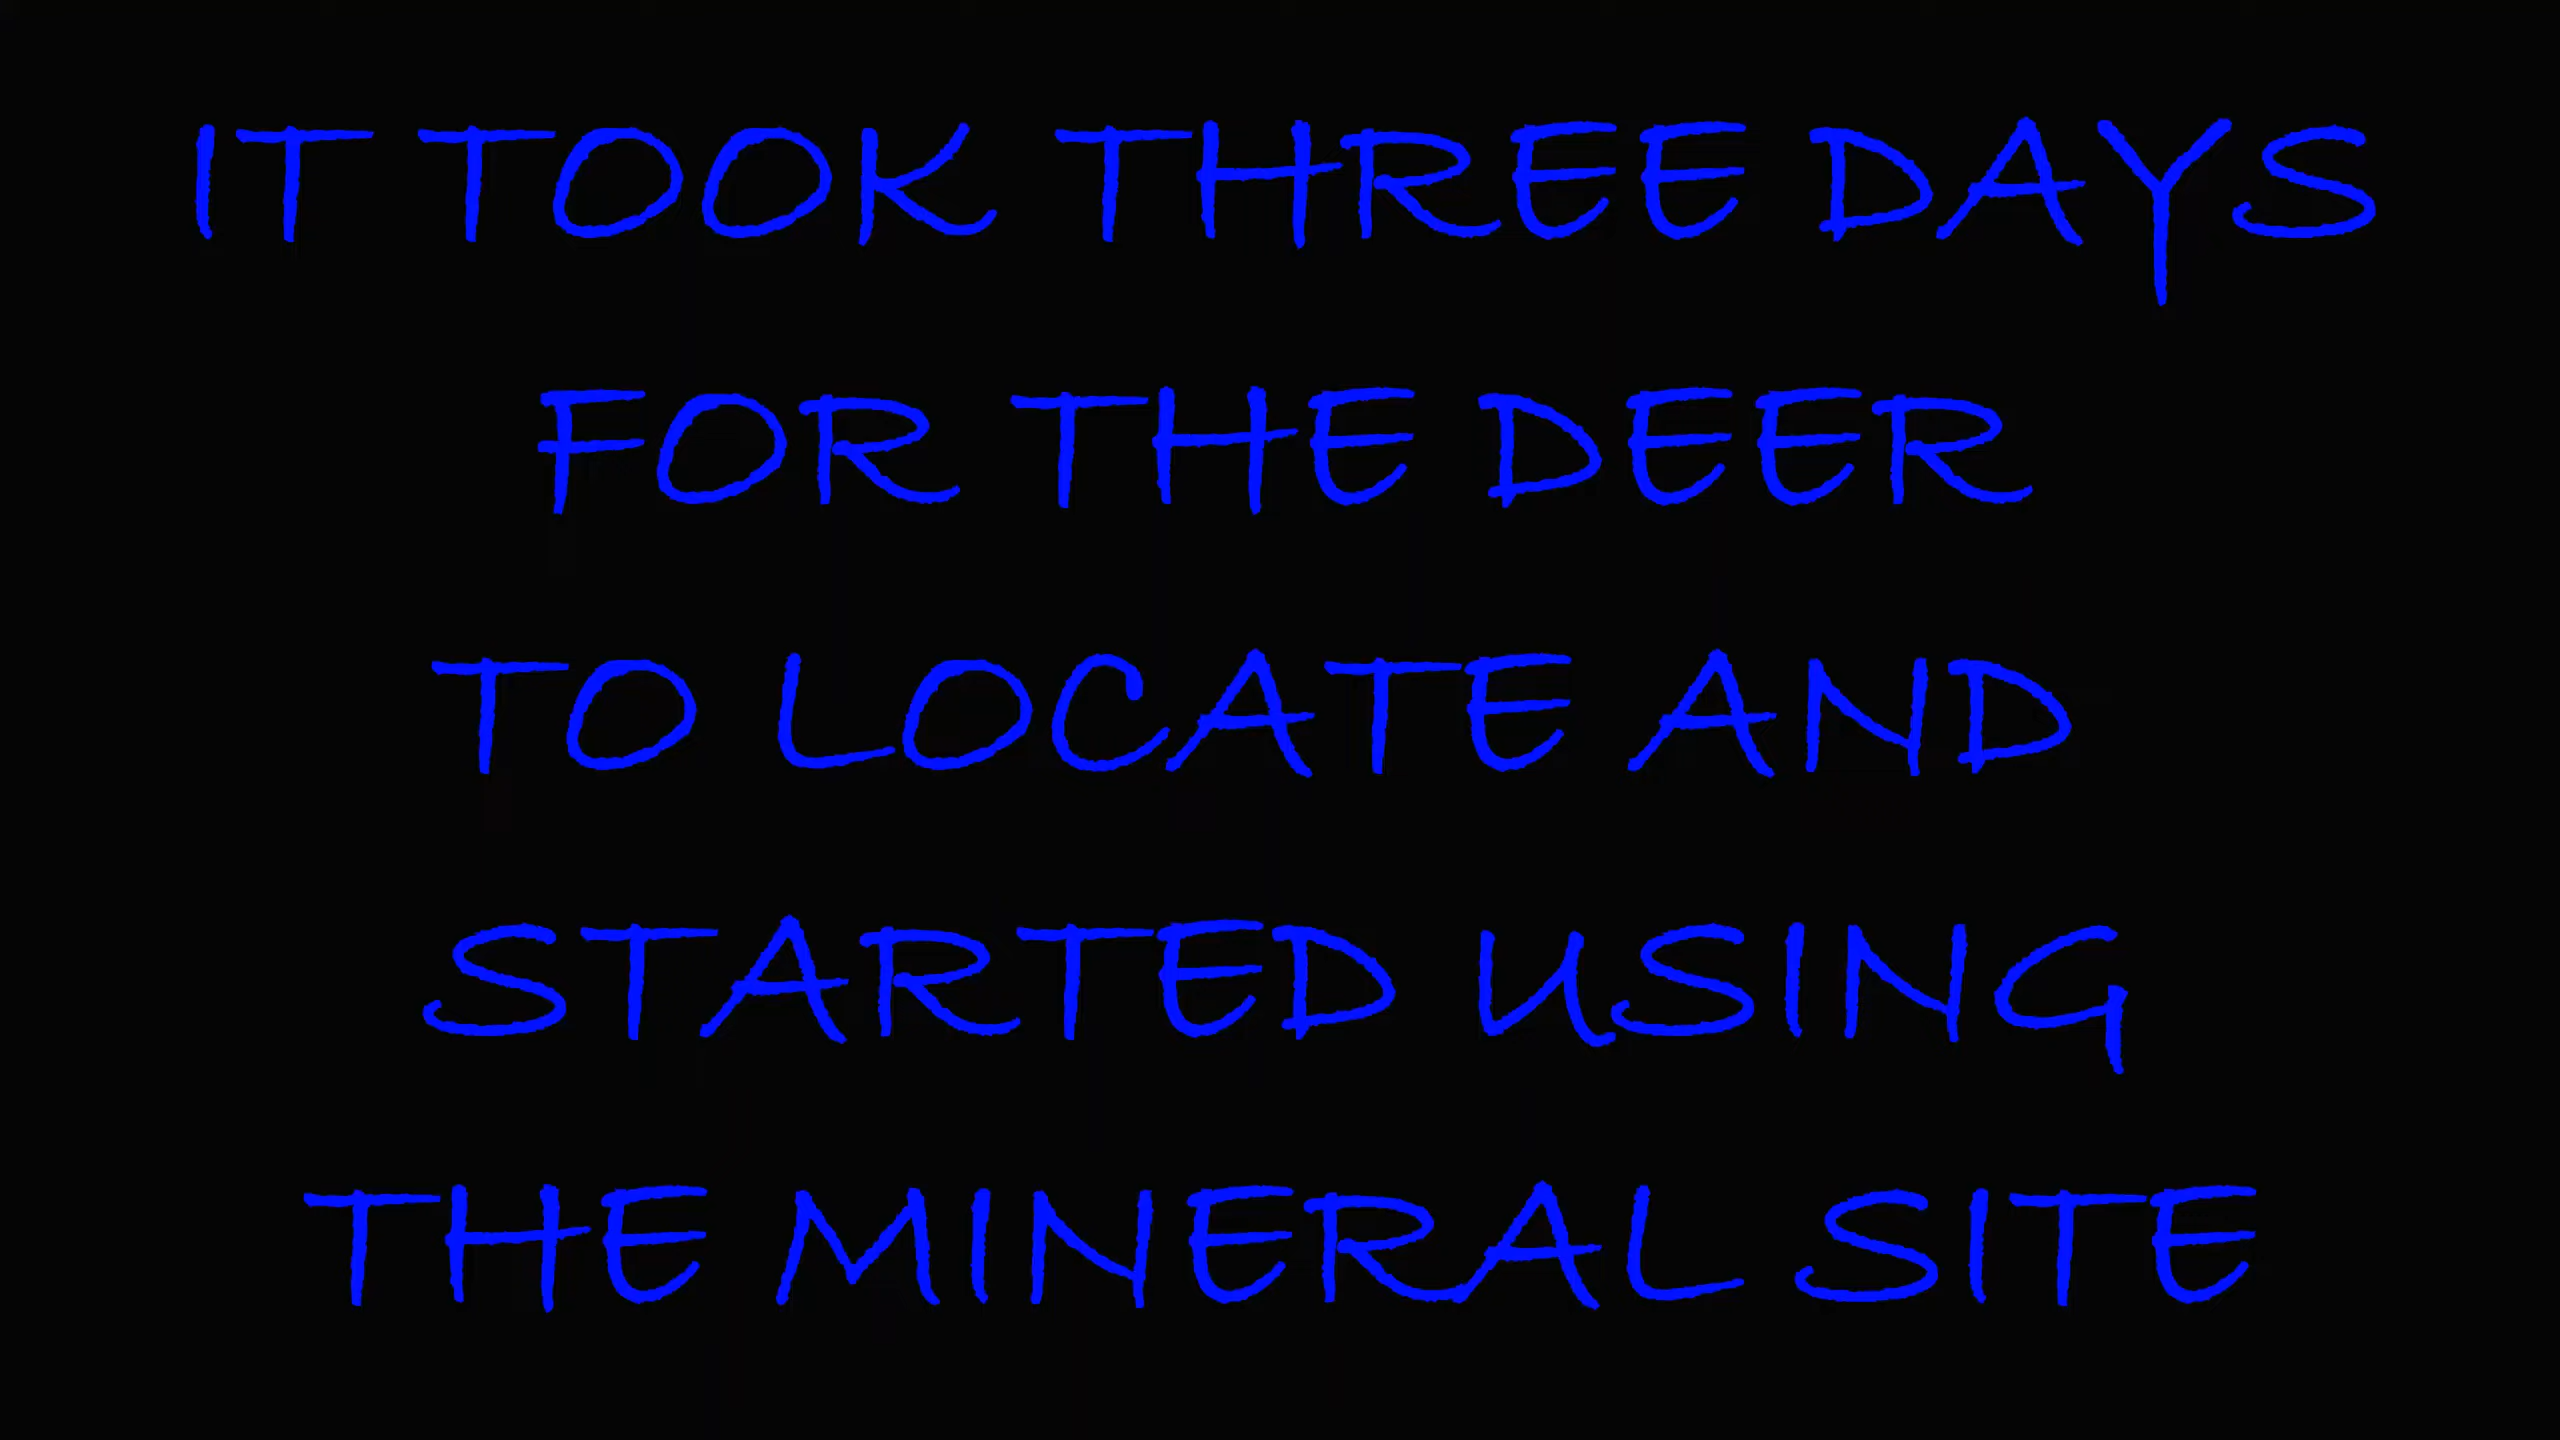 IT TOOK THREE DAYS
FOR THE DEER
TO LOCATE AND
STARTED USING
THE MINERAL SITE